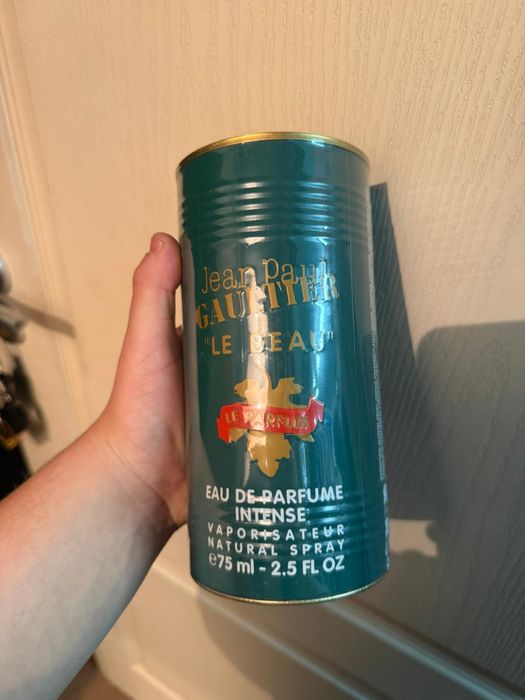 Jean Paul
GAULTIER
"LE BEAU"
LE PARFUM
EAU DE PARFUME
INTENSE
VAPORISATEUR
NATURAL SPRAY
℮75 ml - 2.5 FL OZ